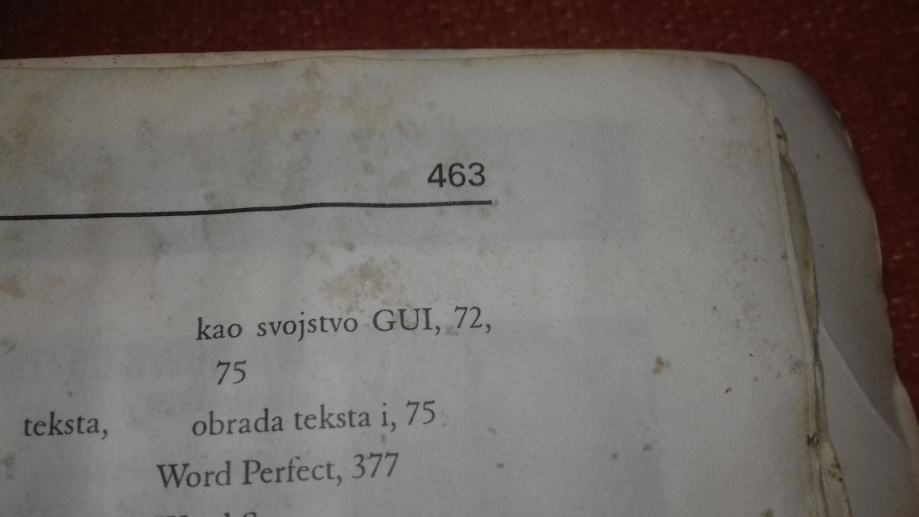 463
kao svojstvo GUI, 72,
75
teksta,
obrada teksta i, 75
Word Perfect, 377